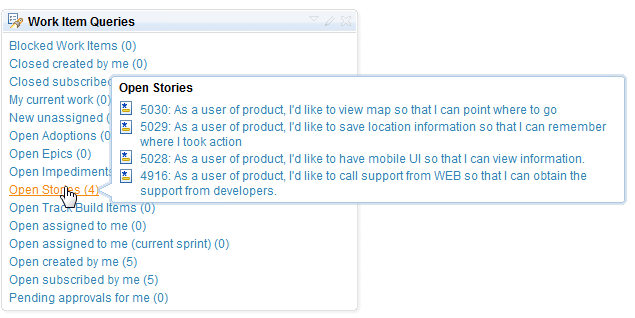 Work Item Queries
Blocked Work Items (0)
Closed created by me (0)
Closed subscribed
My current work (0)
New unassigned (
Open Adoptions (0
Open Epics (0)
Open Impediments
Open Stories (4)
Open Track Build Items (0)
Open assigned to me (0)
Open assigned to me (current sprint) (0)
Open created by me (5)
Open subscribed by me (5)
Pending approvals for me (0)
Open Stories
5030: As a user of product, I'd like to view map so that I can point where to go
5029: As a user of product, I'd like to save location information so that I can remember
where I took action
5028: As a user of product, I'd like to have mobile UI so that I can view information.
4916: As a user of product, I'd like to call support from WEB so that I can obtain the
support from developers.